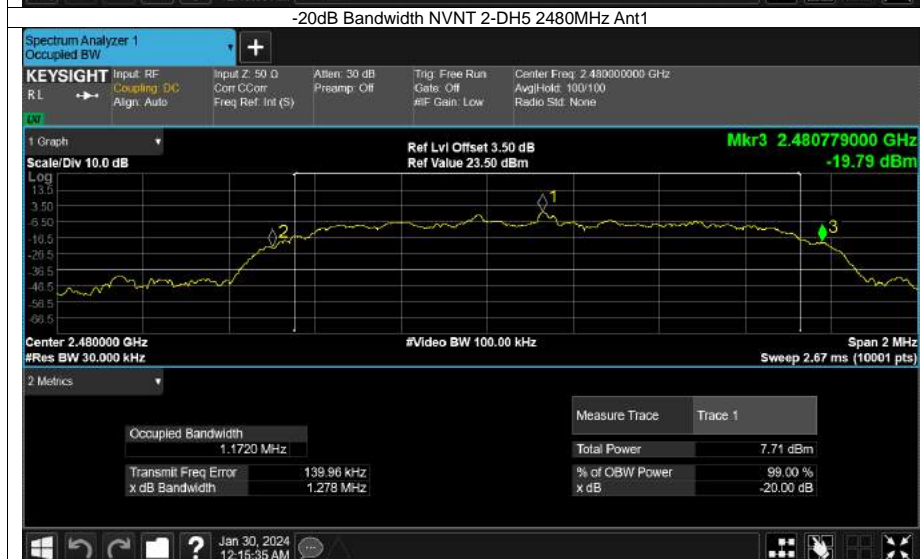 -20dB Bandwidth NVNT 2-DH5 2480MHz Ant1
Spectrum Analyzer 1
Occupied BW
+
KEYSIGHT
RL
Input: RF
Coupling: DC
Align: Auto
Input Z: 50 Ω
Corr CCorr
Freq Ref: Int (S)
Atten: 30 dB
Preamp: Off
Trig: Free Run
Gate: Off
#IF Gain: Low
Center Freq: 2.480000000 GHz
Avg|Hold: 100/100
Radio Std: None
1 Graph
Scale/Div 10.0 dB
Ref Lvl Offset 3.50 dB
Ref Value 23.50 dBm
Mkr3 2.480779000 GHz
-19.79 dBm
Log
13.5
3.50
-6.50
-16.5
-26.5
-36.5
-46.5
-56.5
-66.5
1
2
3
Center 2.480000 GHz
#Res BW 30.000 kHz
#Video BW 100.00 kHz
Span 2 MHz
Sweep 2.67 ms (10001 pts)
2 Metrics
Measure Trace Trace 1
Occupied Bandwidth
1.1720 MHz
Total Power 7.71 dBm
Transmit Freq Error 139.96 kHz
% of OBW Power 99.00 %
x dB Bandwidth 1.278 MHz
x dB -20.00 dB
?
Jan 30, 2024
12:15:35 AM